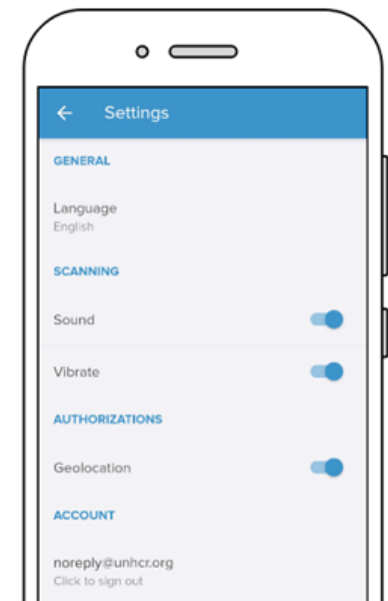 Settings
GENERAL
Language
English
SCANNING
Sound
Vibrate
AUTHORIZATIONS
Geolocation
ACCOUNT
noreply@unhcr.org
Click to sign out